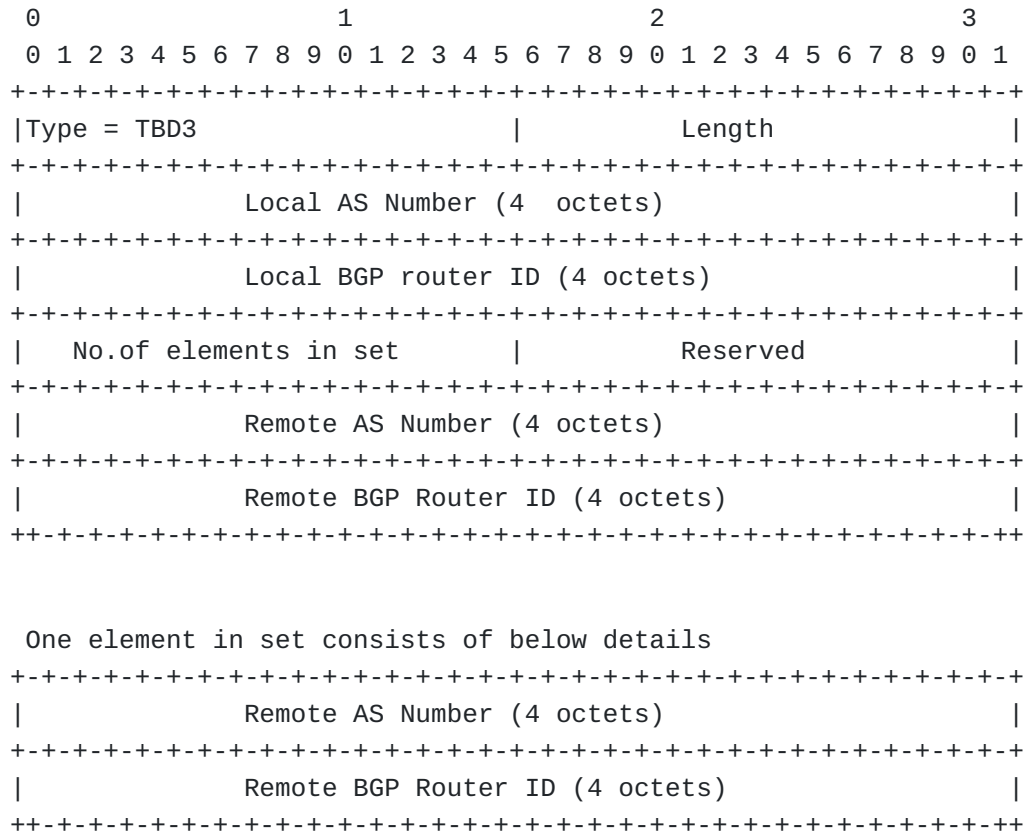 0                   1                   2                   3
 0 1 2 3 4 5 6 7 8 9 0 1 2 3 4 5 6 7 8 9 0 1 2 3 4 5 6 7 8 9 0 1
+-+-+-+-+-+-+-+-+-+-+-+-+-+-+-+-+-+-+-+-+-+-+-+-+-+-+-+-+-+-+-+-+
|Type = TBD3                    |          Length               |
+-+-+-+-+-+-+-+-+-+-+-+-+-+-+-+-+-+-+-+-+-+-+-+-+-+-+-+-+-+-+-+-+
|              Local AS Number (4  octets)                      |
+-+-+-+-+-+-+-+-+-+-+-+-+-+-+-+-+-+-+-+-+-+-+-+-+-+-+-+-+-+-+-+-+
|              Local BGP router ID (4 octets)                   |
+-+-+-+-+-+-+-+-+-+-+-+-+-+-+-+-+-+-+-+-+-+-+-+-+-+-+-+-+-+-+-+-+
|   No.of elements in set       |          Reserved             |
+-+-+-+-+-+-+-+-+-+-+-+-+-+-+-+-+-+-+-+-+-+-+-+-+-+-+-+-+-+-+-+-+
|              Remote AS Number (4 octets)                      |
+-+-+-+-+-+-+-+-+-+-+-+-+-+-+-+-+-+-+-+-+-+-+-+-+-+-+-+-+-+-+-+-+
|              Remote BGP Router ID (4 octets)                  |
++-+-+-+-+-+-+-+-+-+-+-+-+-+-+-+-+-+-+-+-+-+-+-+-+-+-+-+-+-+-+-++

 One element in set consists of below details
+-+-+-+-+-+-+-+-+-+-+-+-+-+-+-+-+-+-+-+-+-+-+-+-+-+-+-+-+-+-+-+-+
|              Remote AS Number (4 octets)                      |
+-+-+-+-+-+-+-+-+-+-+-+-+-+-+-+-+-+-+-+-+-+-+-+-+-+-+-+-+-+-+-+-+
|              Remote BGP Router ID (4 octets)                  |
++-+-+-+-+-+-+-+-+-+-+-+-+-+-+-+-+-+-+-+-+-+-+-+-+-+-+-+-+-+-+-++